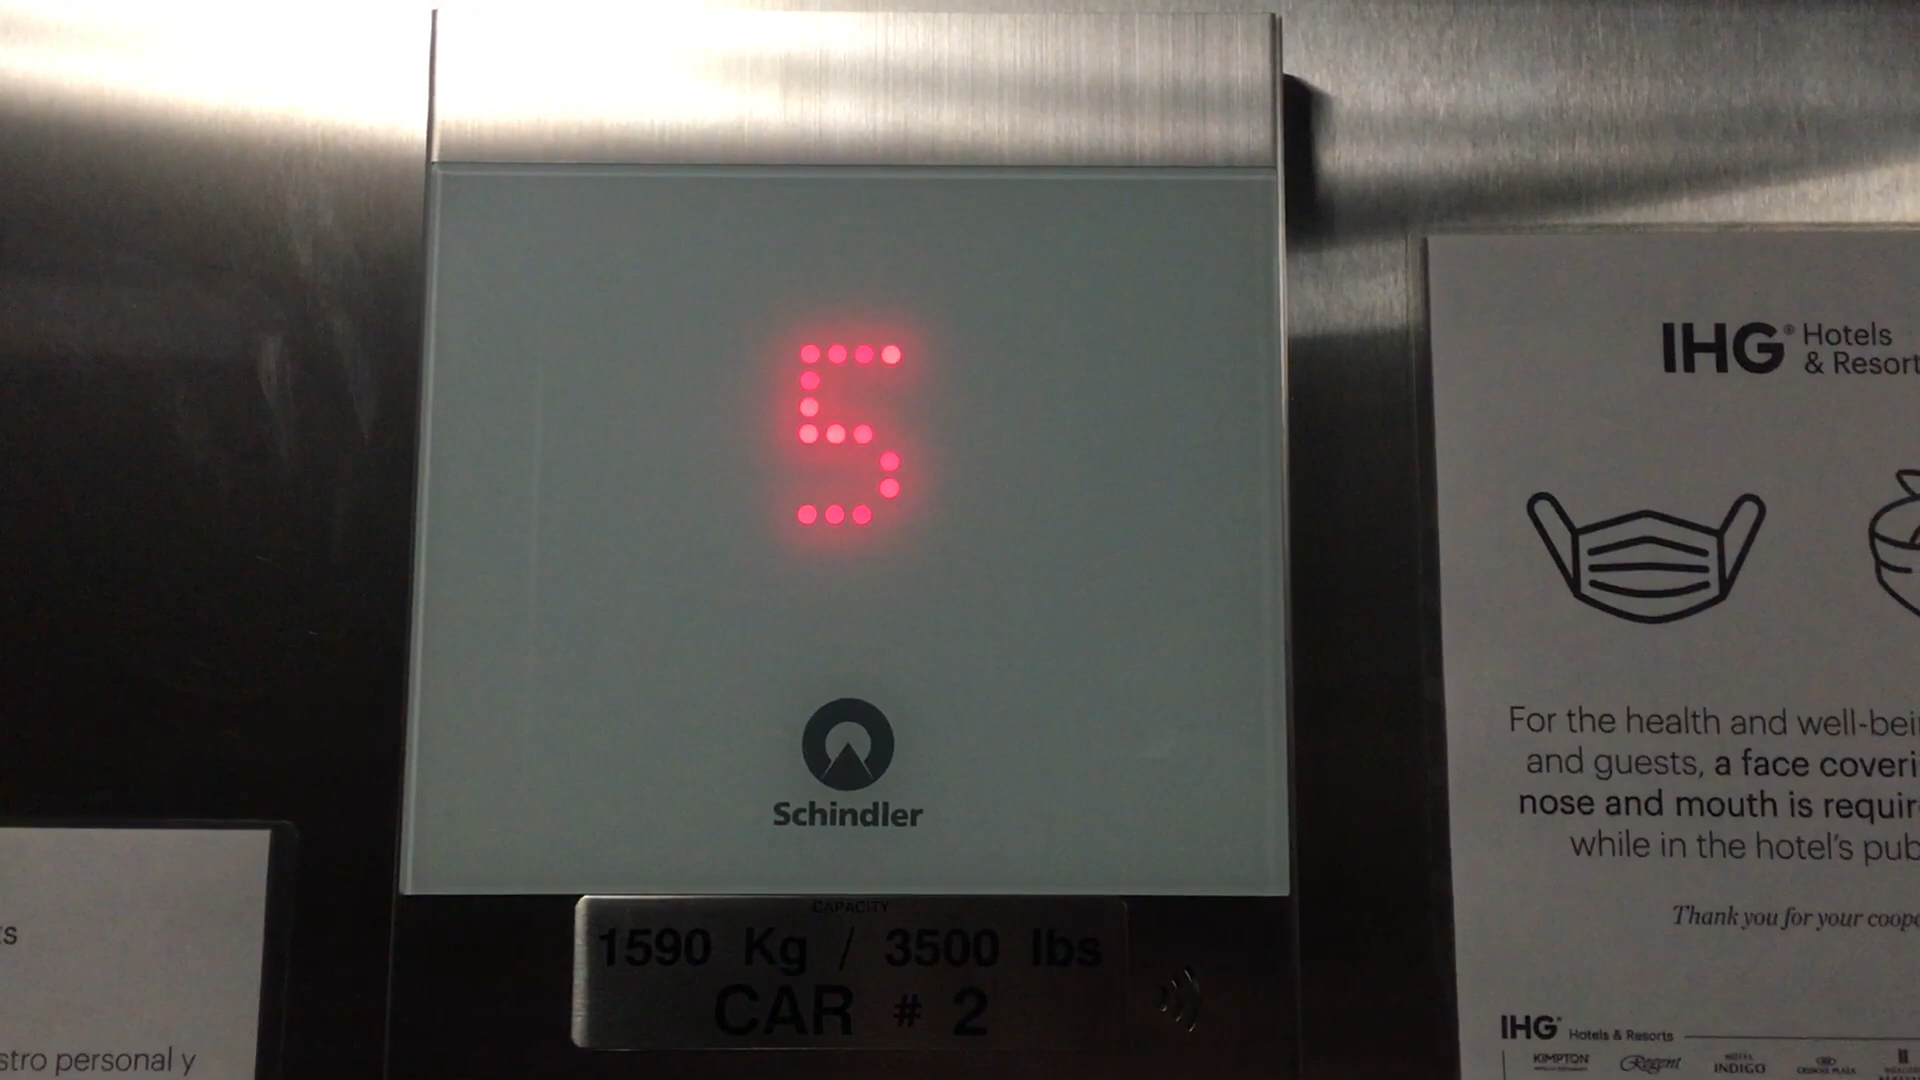 5
Schindler
CAPACITY
1590 Kg / 3500 lbs
CAR # 2
IHG® Hotels
& Resort
For the health and well-bei
and guests, a face coveri
nose and mouth is requir
while in the hotel's pub
Thank you for your coope
IHG® Hotels & Resorts
KIMPTON
Regent
HOTEL
INDIGO
CROWNE PLAZA
ts
stro personal y